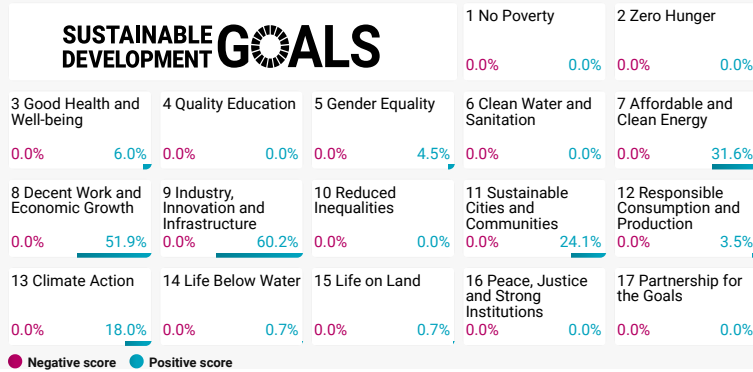 SUSTAINABLE
DEVELOPMENT
GOALS
1 No Poverty
0.0% 0.0%
2 Zero Hunger
0.0% 0.0%
3 Good Health and
Well-being
0.0% 6.0%
4 Quality Education
0.0% 0.0%
5 Gender Equality
0.0% 4.5%
6 Clean Water and
Sanitation
0.0% 0.0%
7 Affordable and
Clean Energy
0.0% 31.6%
8 Decent Work and
Economic Growth
0.0% 51.9%
9 Industry,
Innovation and
Infrastructure
0.0% 60.2%
10 Reduced
Inequalities
0.0% 0.0%
11 Sustainable
Cities and
Communities
0.0% 24.1%
12 Responsible
Consumption and
Production
0.0% 3.5%
13 Climate Action
0.0% 18.0%
14 Life Below Water
0.0% 0.7%
15 Life on Land
0.0% 0.7%
16 Peace, Justice
and Strong
Institutions
0.0% 0.0%
17 Partnership for
the Goals
0.0% 0.0%
Negative score Positive score